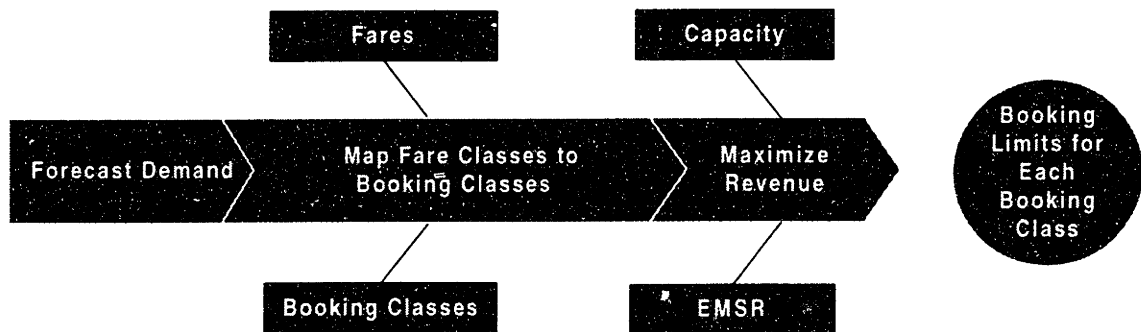 Fares
Capacity
Forecast Demand
Map Fare Classes to
Booking Classes
Maximize
Revenue
Booking
Limits for
Each
Booking
Class
Booking Classes
EMSR